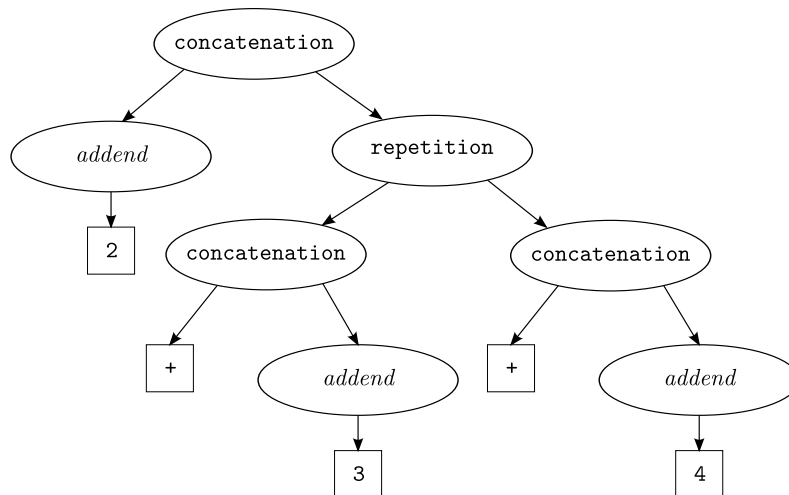 concatenation
addend
repetition
2
concatenation
concatenation
+
addend
+
addend
3
4